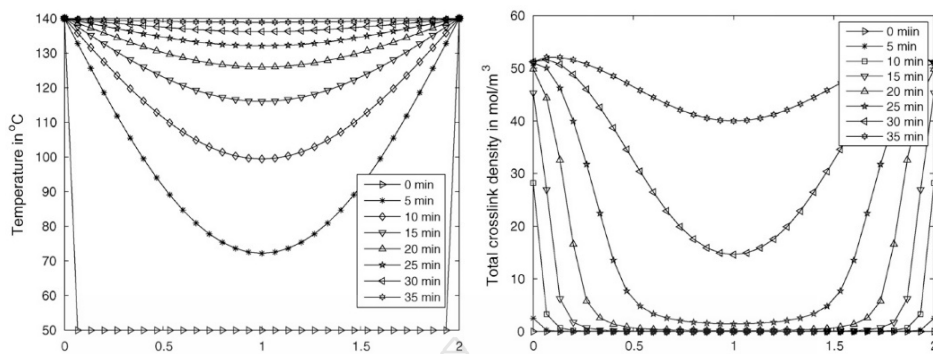 140
130
120
110
100
90
80
70
60
50
0
0.5
1
1.5
2
Temperature in °C
0 min
5 min
10 min
15 min
20 min
25 min
30 min
35 min
60
50
40
30
20
10
0
0
0.5
1.0
1.5
2
Total crosslink density in mol/m³
0 miin
5 min
10 min
15 min
20 min
25 min
30 min
35 min